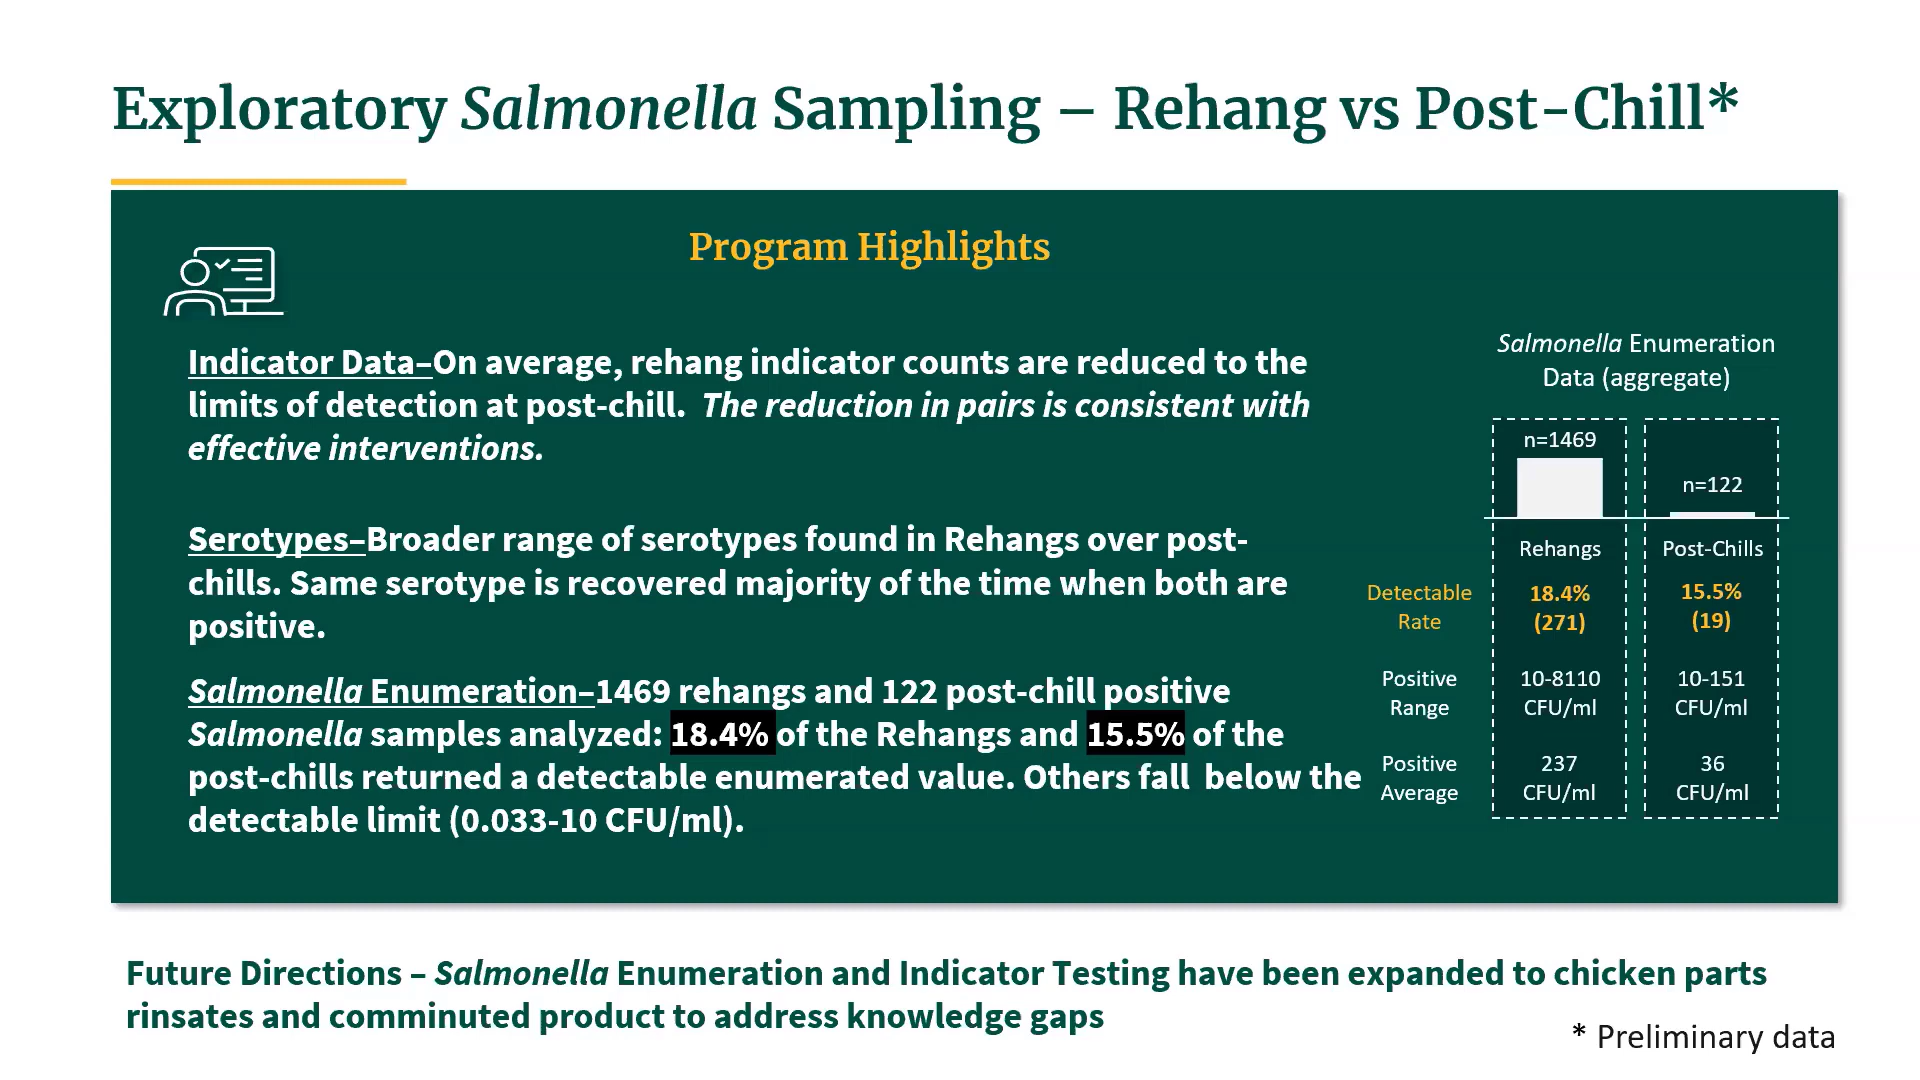 Exploratory Salmonella Sampling – Rehang vs Post-Chill*
Program Highlights
Indicator Data–On average, rehang indicator counts are reduced to the
limits of detection at post-chill. The reduction in pairs is consistent with
effective interventions.
Serotypes–Broader range of serotypes found in Rehangs over post-
chills. Same serotype is recovered majority of the time when both are
positive.
Salmonella Enumeration–1469 rehangs and 122 post-chill positive
Salmonella samples analyzed: 18.4% of the Rehangs and 15.5% of the
post-chills returned a detectable enumerated value. Others fall below the
detectable limit (0.033-10 CFU/ml).
Salmonella Enumeration
Data (aggregate)
n=1469
n=122
Rehangs
Post-Chills
Detectable
Rate
18.4%
(271)
15.5%
(19)
Positive
Range
10-8110
CFU/ml
10-151
CFU/ml
Positive
Average
237
CFU/ml
36
CFU/ml
Future Directions – Salmonella Enumeration and Indicator Testing have been expanded to chicken parts
rinsates and comminuted product to address knowledge gaps
* Preliminary data